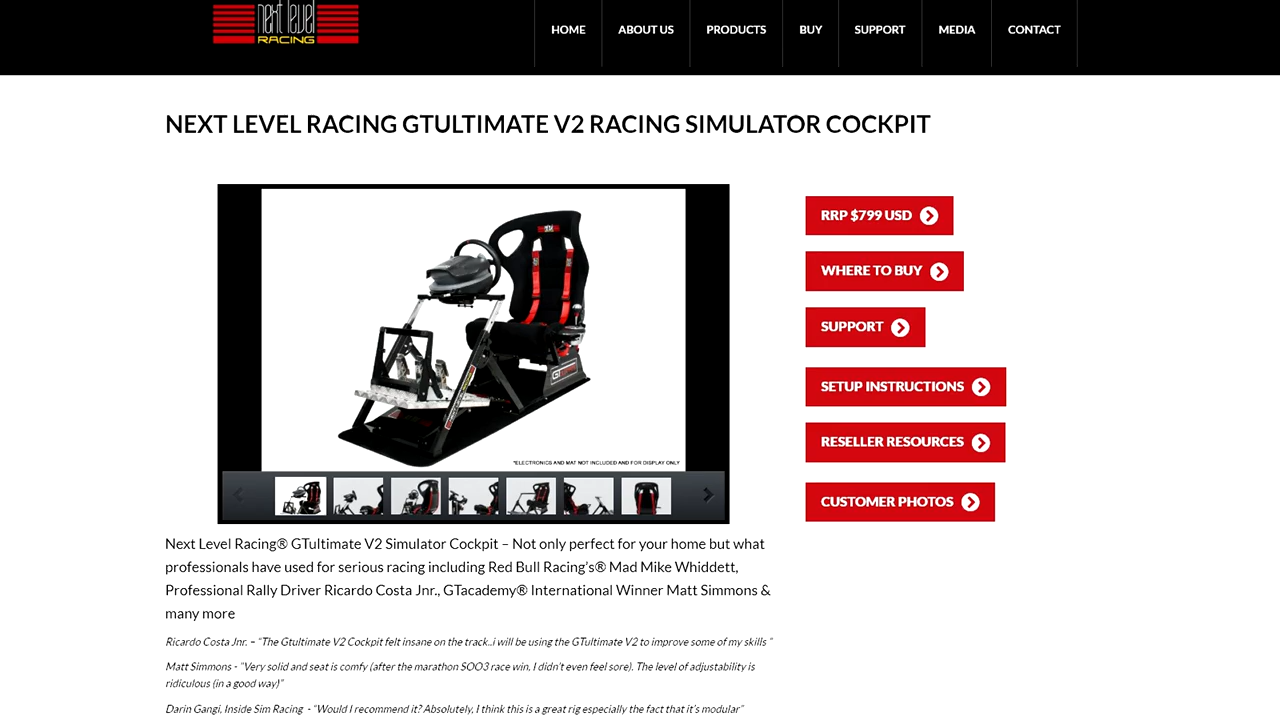 next level
RACING
HOME ABOUT US PRODUCTS BUY SUPPORT MEDIA CONTACT
NEXT LEVEL RACING GTULTIMATE V2 RACING SIMULATOR COCKPIT
*ELECTRONICS AND MAT NOT INCLUDED AND FOR DISPLAY ONLY
RRP $799 USD
WHERE TO BUY
SUPPORT
SETUP INSTRUCTIONS
RESELLER RESOURCES
CUSTOMER PHOTOS
Next Level Racing® GTultimate V2 Simulator Cockpit – Not only perfect for your home but what
professionals have used for serious racing including Red Bull Racing's® Mad Mike Whiddett,
Professional Rally Driver Ricardo Costa Jnr., GTacademy® International Winner Matt Simmons &
many more
Ricardo Costa Jnr. – “The Gtultimate V2 Cockpit felt insane on the track..i will be using the GTultimate V2 to improve some of my skills ”
Matt Simmons - “Very solid and seat is comfy (after the marathon SOO3 race win, I didn’t even feel sore). The level of adjustability is
ridiculous (in a good way)”
Darin Gangi, Inside Sim Racing - “Would I recommend it? Absolutely, I think this is a great rig especially the fact that it’s modular”